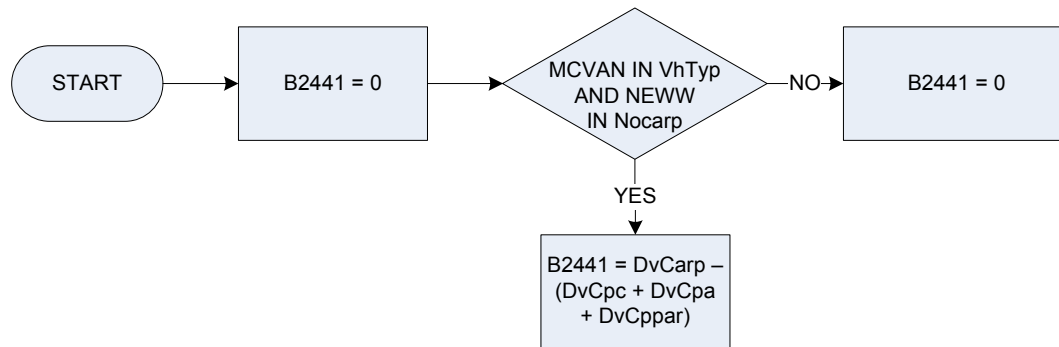 START
B2441 = 0
MCVAN IN VhTyp
AND NEWW
IN Nocarp
NO
B2441 = 0
YES
B2441 = DvCarp –
(DvCpc + DvCpa
+ DvCppar)